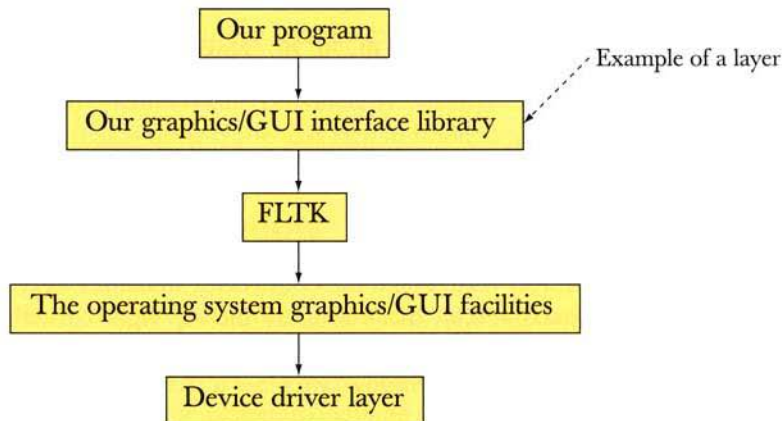 Our program
Example of a layer
Our graphics/GUI interface library
FLTK
The operating system graphics/GUI facilities
Device driver layer